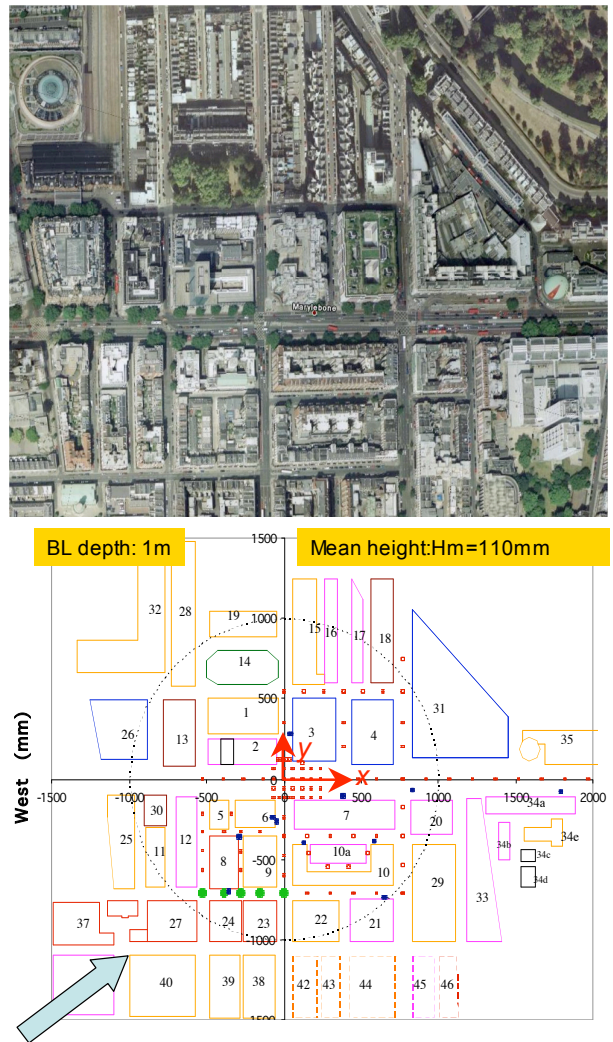 Marylebone
BL depth: 1m
Mean height:Hm=110mm
1500
32 28 19 15 16 17 18
1000
14
31
500
1
26 13 3 4
2 35
y
West (mm)
0
x
-1500 -1000 -500 0 500 1000 1500 2000
34a
30 5 6 7 20
25 12 34b 34e
11 10a 34c
-500
8 9 10 29 34d
33
37 27 24 23 22 21
-1000
40 39 38 42 43 44 45 46
1500